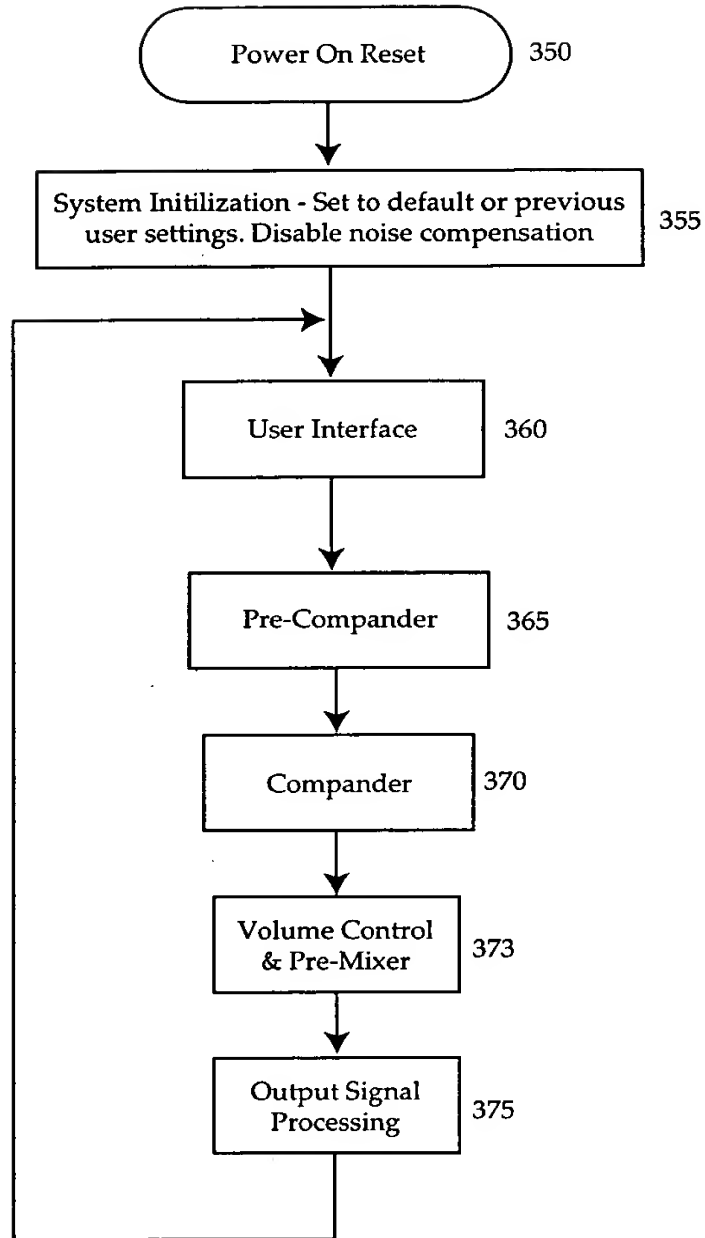 Power On Reset
350
System Initilization - Set to default or previous
user settings. Disable noise compensation
355
User Interface
360
Pre-Compander
365
Compander
370
Volume Control
& Pre-Mixer
373
Output Signal
Processing
375